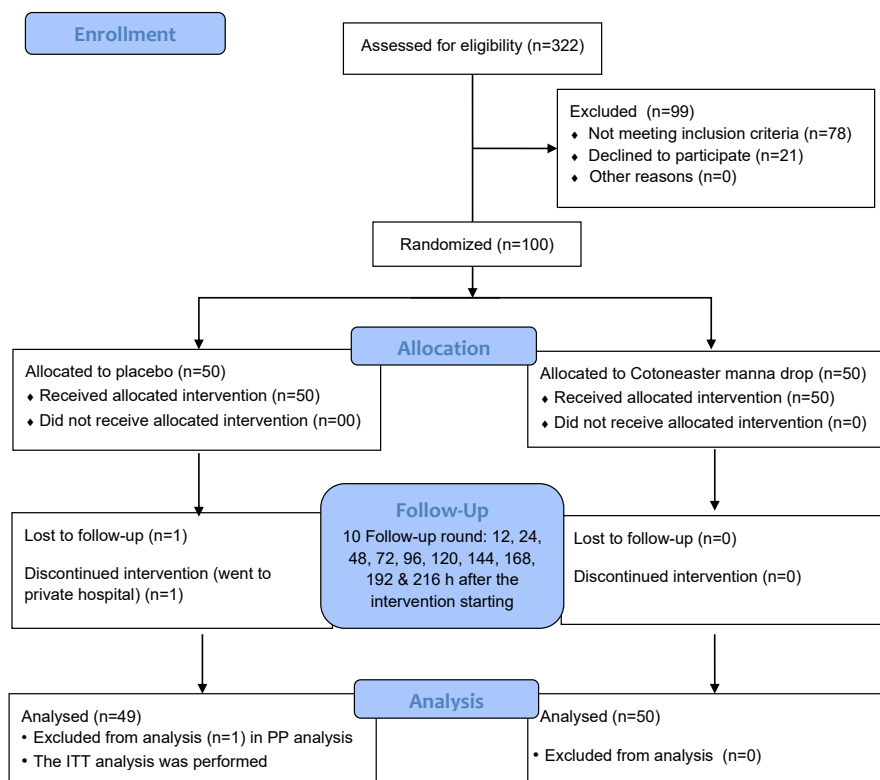 Enrollment
Assessed for eligibility (n=322)
Excluded (n=99)
♦ Not meeting inclusion criteria (n=78)
♦ Declined to participate (n=21)
♦ Other reasons (n=0)
Randomized (n=100)
Allocation
Allocated to placebo (n=50)
♦ Received allocated intervention (n=50)
♦ Did not receive allocated intervention (n=00)
Allocated to Cotoneaster manna drop (n=50)
♦ Received allocated intervention (n=50)
♦ Did not receive allocated intervention (n=0)
Follow-Up
10 Follow-up round: 12, 24,
48, 72, 96, 120, 144, 168,
192 & 216 h after the
intervention starting
Lost to follow-up (n=1)
Discontinued intervention (went to
private hospital) (n=1)
Lost to follow-up (n=0)
Discontinued intervention (n=0)
Analysis
Analysed (n=49)
• Excluded from analysis (n=1) in PP analysis
• The ITT analysis was performed
Analysed (n=50)
• Excluded from analysis (n=0)